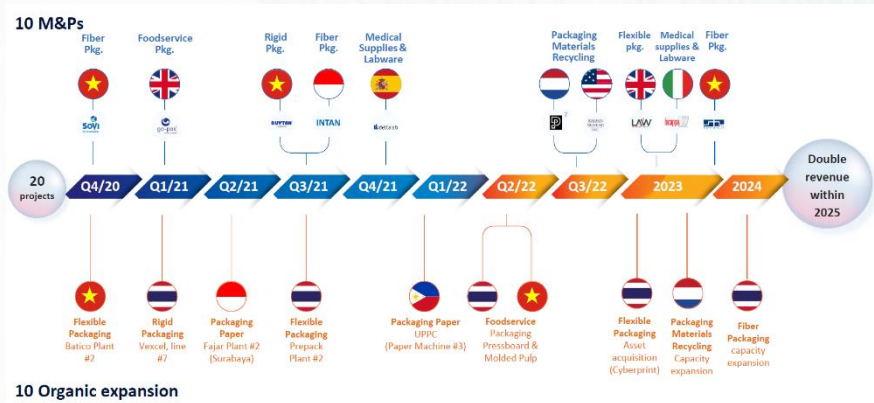 10 M&Ps
Fiber
Pkg.
Foodservice
Pkg.
Rigid
Pkg.
Fiber
Pkg.
Medical
Supplies &
Labware
Packaging
Materials
Recycling
Flexible
pkg.
Medical
supplies &
Labware
Fiber
Pkg.
SOVI
go-pak
DUYTAN
INTAN
deltalab
LAW
20
projects
Q4/20
Q1/21
Q2/21
Q3/21
Q4/21
Q1/22
Q2/22
Q3/22
2023
2024
Double
revenue
within
2025
Flexible
Packaging
Batico Plant
#2
Rigid
Packaging
Vexcel, line
#7
Packaging
Paper
Fajar Plant #2
(Surabaya)
Flexible
Packaging
Prepack
Plant #2
Packaging Paper
UPPC
(Paper Machine #3)
Foodservice
Packaging
Pressboard &
Molded Pulp
Flexible
Packaging
Asset
acquisition
(Cyberprint)
Packaging
Materials
Recycling
Capacity
expansion
Fiber
Packaging
capacity
expansion
10 Organic expansion